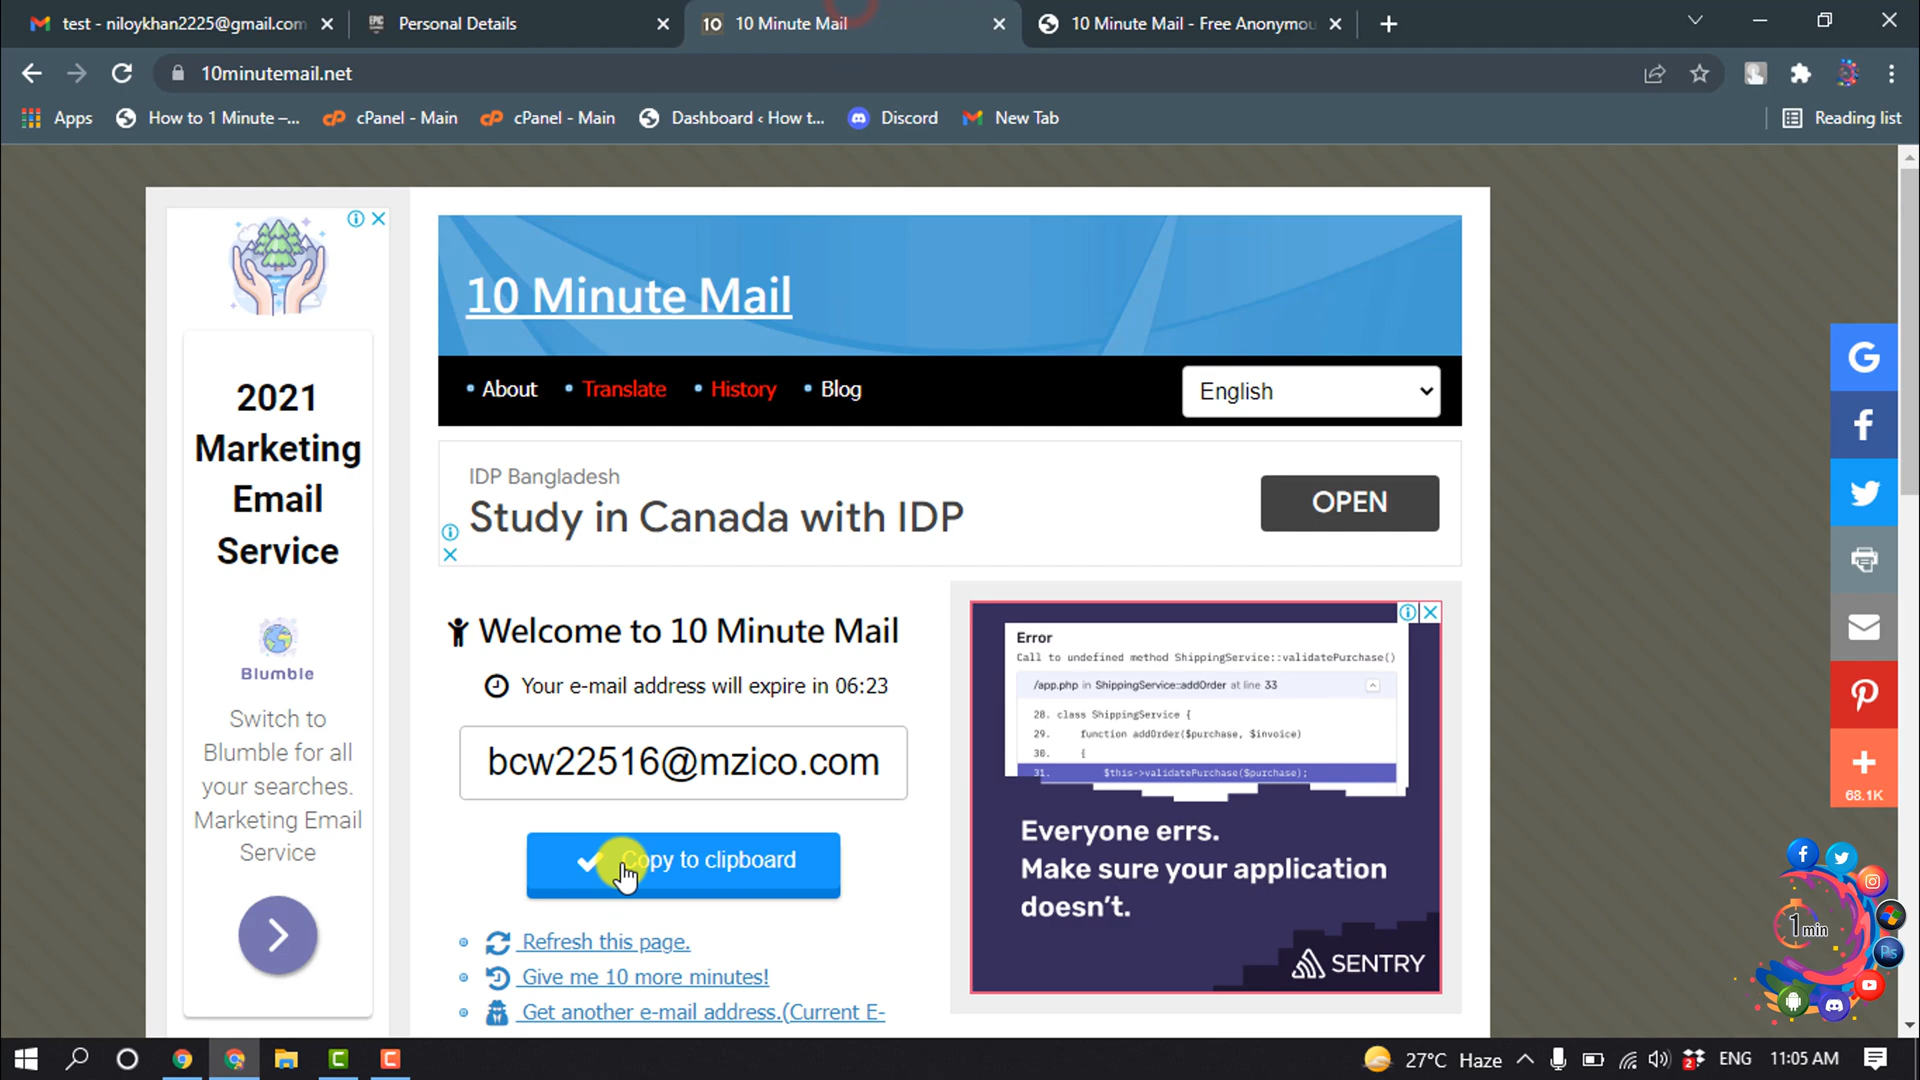 test - niloykhan2225@gmail.com
EPIC
Personal Details
10
10 Minute Mail
10 Minute Mail - Free Anonymou
10minutemail.net
Apps
How to 1 Minute –...
cPanel - Main
cPanel - Main
Dashboard ‹ How t...
Discord
New Tab
Reading list
2021
Marketing
Email
Service
Blumble
Switch to
Blumble for all
your searches.
Marketing Email
Service
10 Minute Mail
About
Translate
History
Blog
English
IDP Bangladesh
Study in Canada with IDP
OPEN
Welcome to 10 Minute Mail
Your e-mail address will expire in 06:23
bcw22516@mzico.com
Copy to clipboard
Refresh this page.
Give me 10 more minutes!
Get another e-mail address.(Current E-
Error
Call to undefined method ShippingService::validatePurchase()
/app.php in ShippingService::addOrder at line 33
28. class ShippingService {
29. function addOrder($purchase, $invoice)
30. {
31. $this->validatePurchase($purchase);
Everyone errs.
Make sure your application
doesn't.
SENTRY
G
f
68.1K
1 min
Ps
27°C Haze
2
ENG
11:05 AM